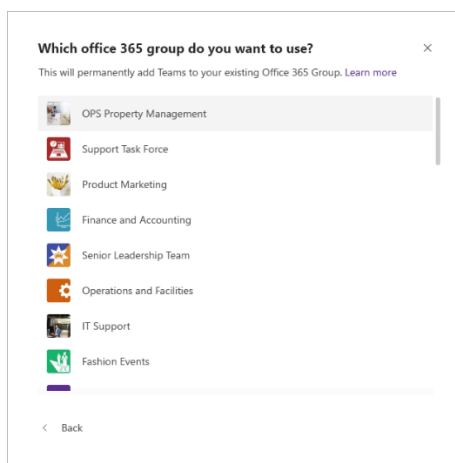 Which office 365 group do you want to use?
This will permanently add Teams to your existing Office 365 Group. Learn more
OPS Property Management
Support Task Force
Product Marketing
Finance and Accounting
Senior Leadership Team
Operations and Facilities
IT Support
Fashion Events
Back